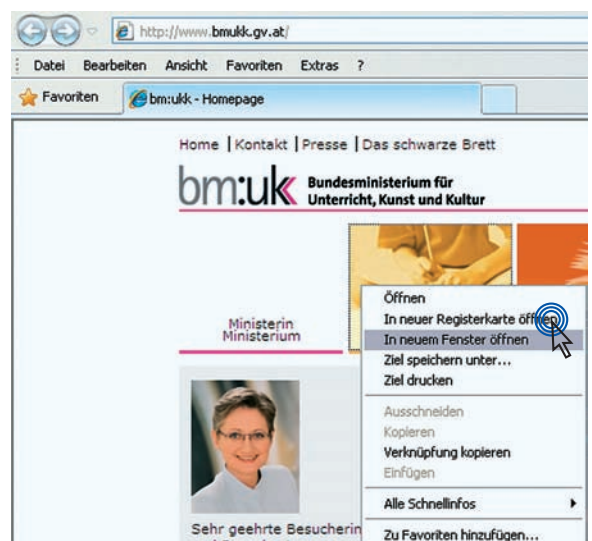 http://www.bmukk.gv.at/
Datei Bearbeiten Ansicht Favoriten Extras ?
Favoriten bm:ukk - Homepage
Home | Kontakt | Presse | Das schwarze Brett
bm:uk Bundesministerium für
Unterricht, Kunst und Kultur
Ministerin
Ministerium
Öffnen
In neuer Registerkarte öffnen
In neuem Fenster öffnen
Ziel speichern unter...
Ziel drucken
Ausschneiden
Kopieren
Verknüpfung kopieren
Einfügen
Alle Schnellinfos
Zu Favoriten hinzufügen...
Sehr geehrte Besucherin